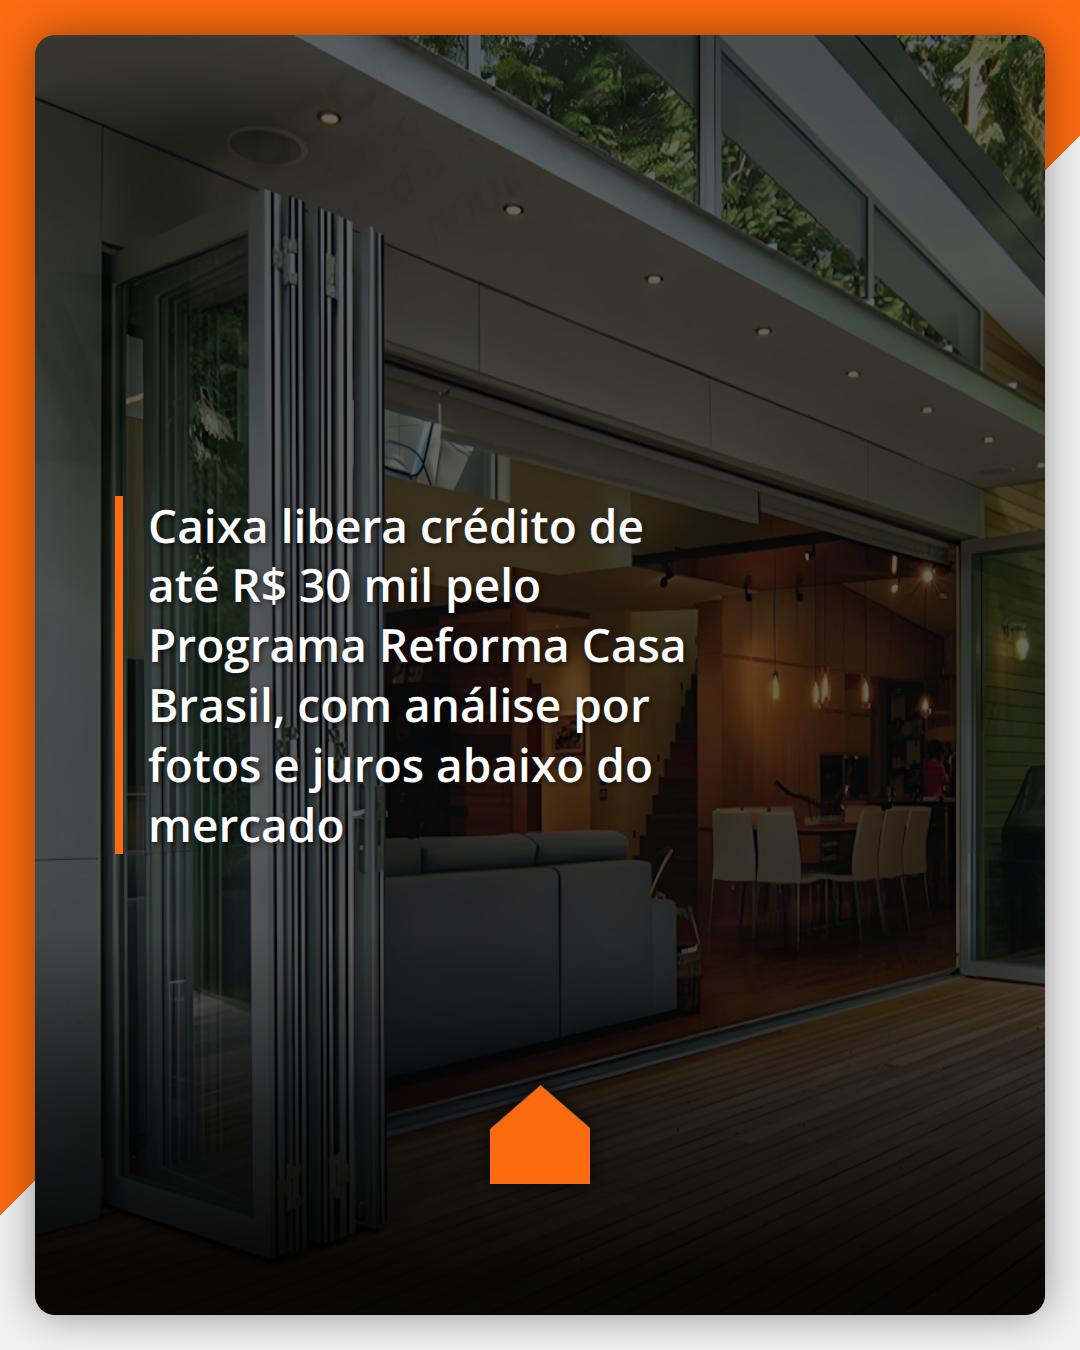 Caixa libera crédito de
até R$ 30 mil pelo
Programa Reforma Casa
Brasil, com análise por
fotos e juros abaixo do
mercado